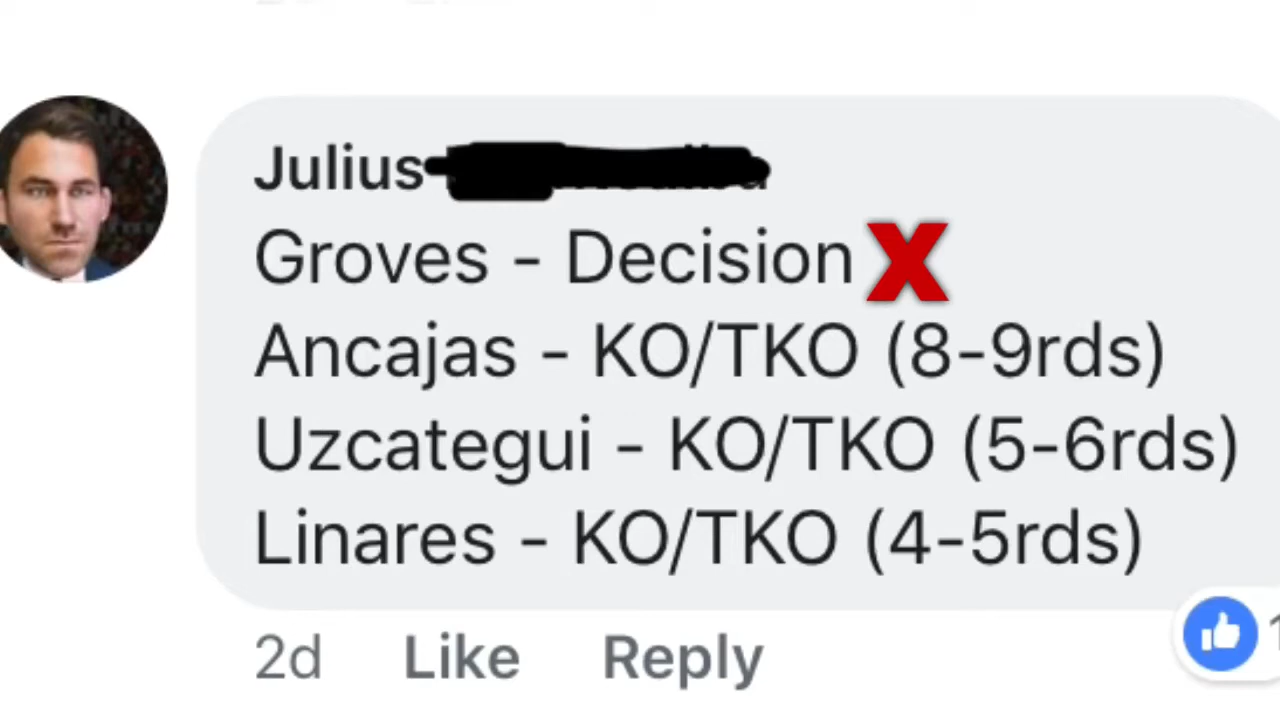 Julius
Groves - Decision X
Ancajas - KO/TKO (8-9rds)
Uzcategui - KO/TKO (5-6rds)
Linares - KO/TKO (4-5rds)
2d Like Reply